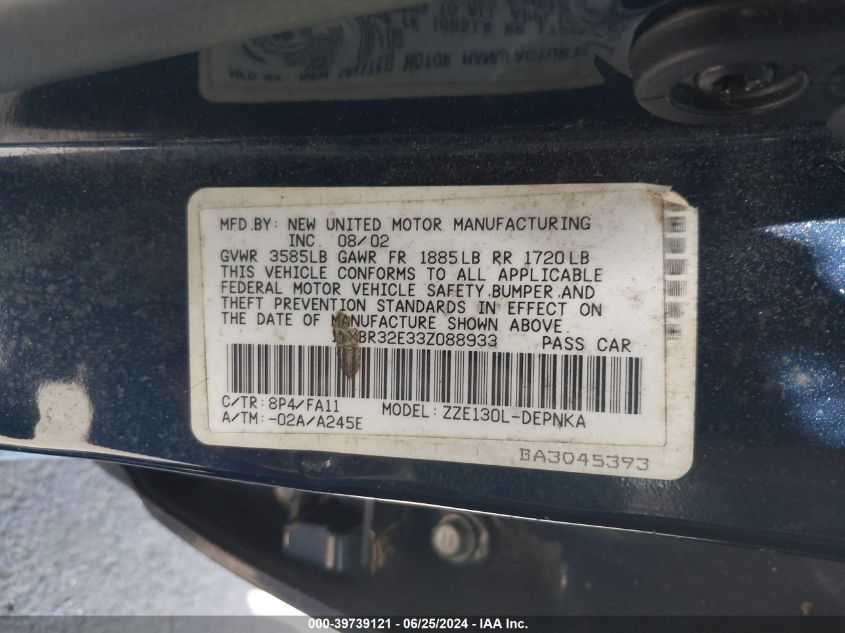 MFD.BY: NEW UNITED MOTOR MANUFACTURING
INC. 08/02
GVWR 3585LB GAWR FR 1885LB RR 1720LB
THIS VEHICLE CONFORMS TO ALL APPLICABLE
FEDERAL MOTOR VEHICLE SAFETY.BUMPER.AND
THEFT PREVENTION STANDARDS IN EFFECT ON
THE DATE OF MANUFACTURE SHOWN ABOVE.
PASS CAR
C/TR: 8P4/FA11 MODEL: ZZE130L-DEPNKA
A/TM: -02A/A245E
BA3045393
000-39739121 - 06/25/2024 - IAA Inc.